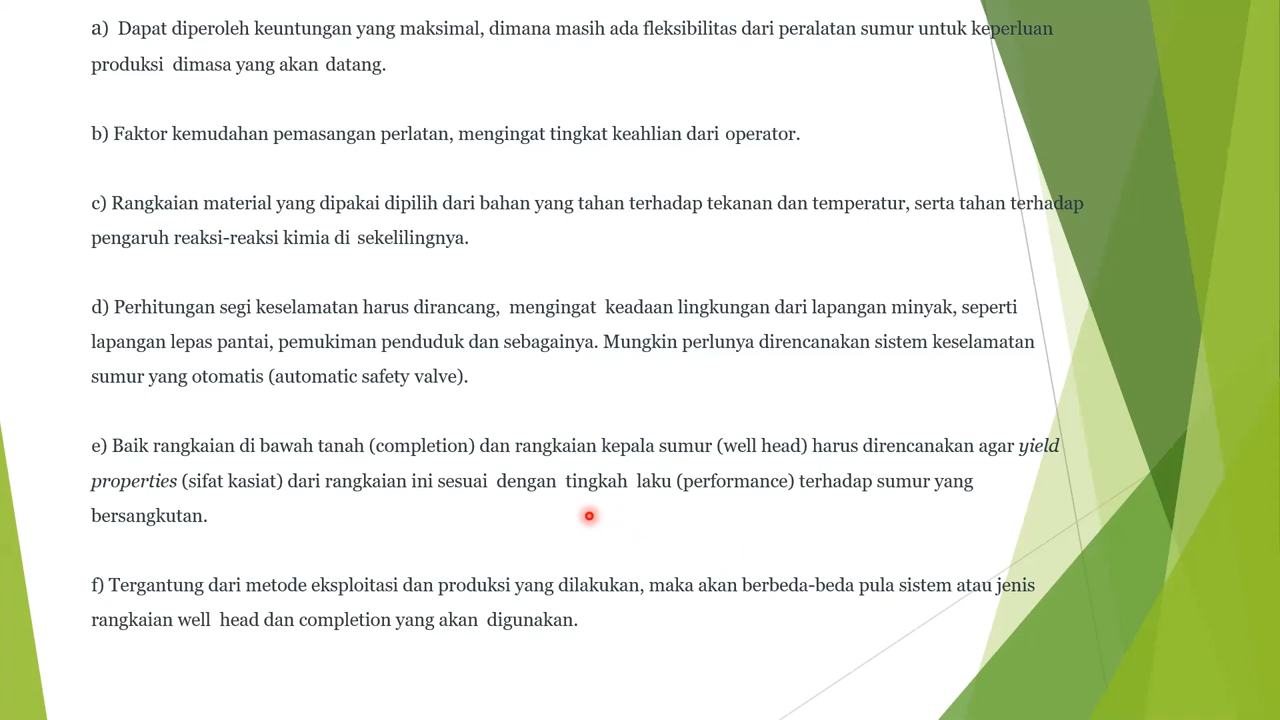 a) Dapat diperoleh keuntungan yang maksimal, dimana masih ada fleksibilitas dari peralatan sumur untuk keperluan
produksi dimasa yang akan datang.
b) Faktor kemudahan pemasangan perlatan, mengingat tingkat keahlian dari operator.
c) Rangkaian material yang dipakai dipilih dari bahan yang tahan terhadap tekanan dan temperatur, serta tahan terhadap
pengaruh reaksi-reaksi kimia di sekelilingnya.
d) Perhitungan segi keselamatan harus dirancang, mengingat keadaan lingkungan dari lapangan minyak, seperti
lapangan lepas pantai, pemukiman penduduk dan sebagainya. Mungkin perlunya direncanakan sistem keselamatan
sumur yang otomatis (automatic safety valve).
e) Baik rangkaian di bawah tanah (completion) dan rangkaian kepala sumur (well head) harus direncanakan agar yield
properties (sifat kasiat) dari rangkaian ini sesuai dengan tingkah laku (performance) terhadap sumur yang
bersangkutan.
f) Tergantung dari metode eksploitasi dan produksi yang dilakukan, maka akan berbeda-beda pula sistem atau jenis
rangkaian well head dan completion yang akan digunakan.